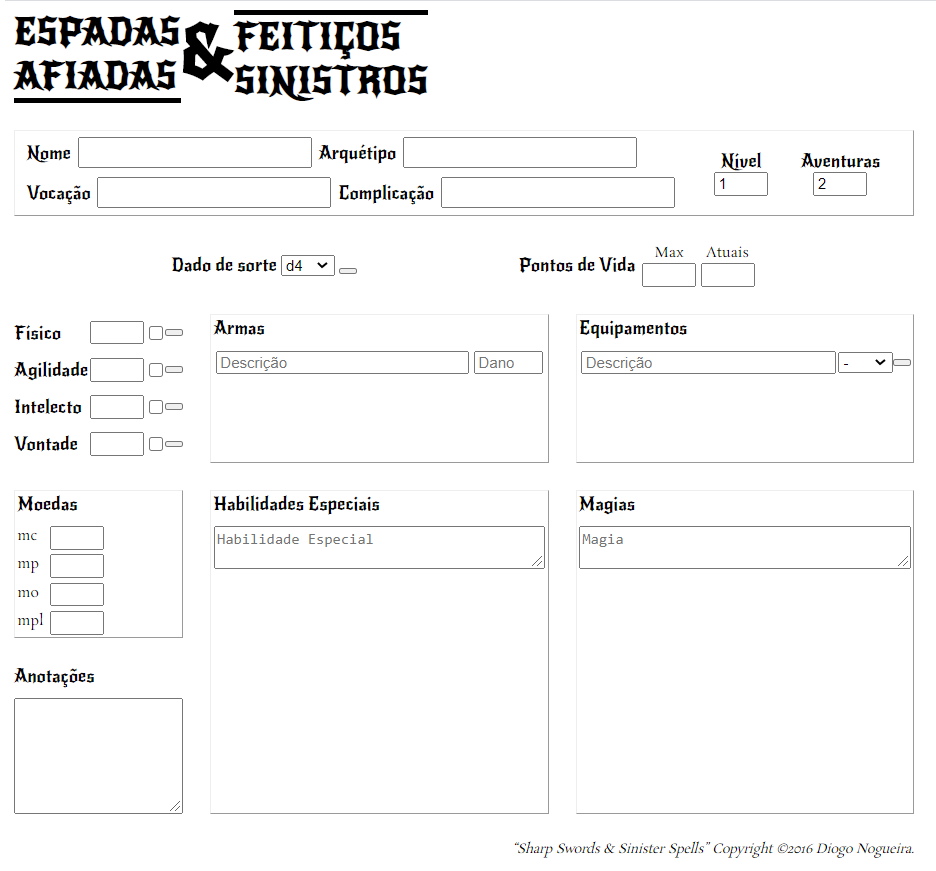 ESPADAS & FEITIÇOS
AFIADAS SINISTROS
Nome Arquétipo
Vocação Complicação
Nível Aventuras
1 2
Dado de sorte d4
Pontos de Vida Max Atuais
Físico
Agilidade
Intelecto
Vontade
Armas
Descrição Dano
Equipamentos
Descrição -
Moedas
mc
mp
mo
mpl
Anotações
Habilidades Especiais
Habilidade Especial
Magias
Magia
“Sharp Swords & Sinister Spells” Copyright ©2016 Diogo Nogueira.